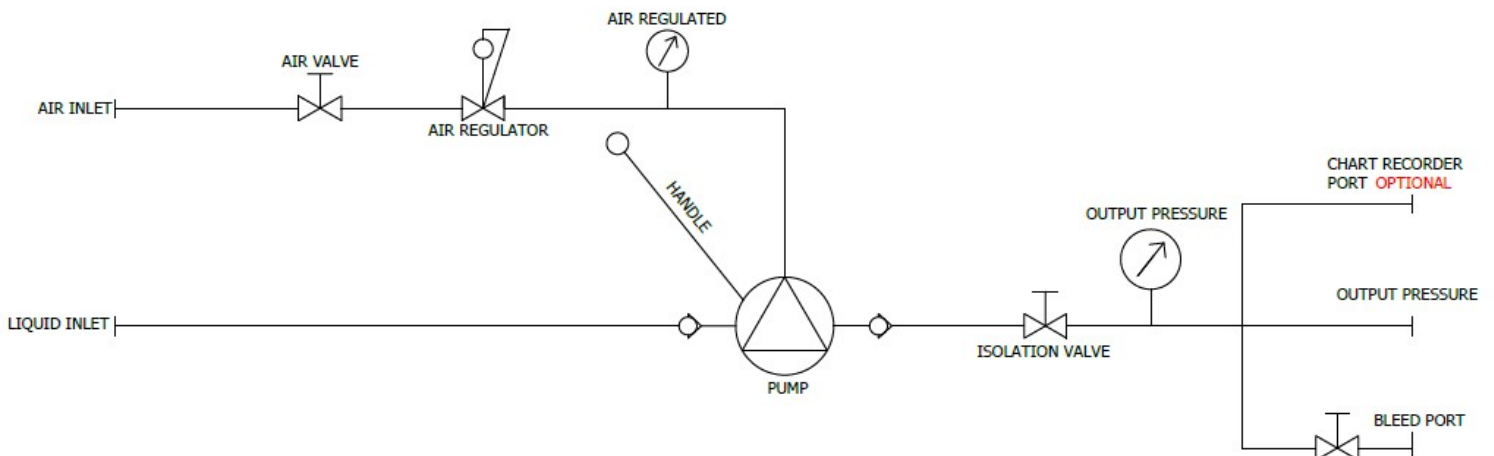 AIR REGULATED
AIR VALVE
AIR INLET
AIR REGULATOR
HANDLE
CHART RECORDER
PORT OPTIONAL
OUTPUT PRESSURE
OUTPUT PRESSURE
LIQUID INLET
ISOLATION VALVE
PUMP
BLEED PORT